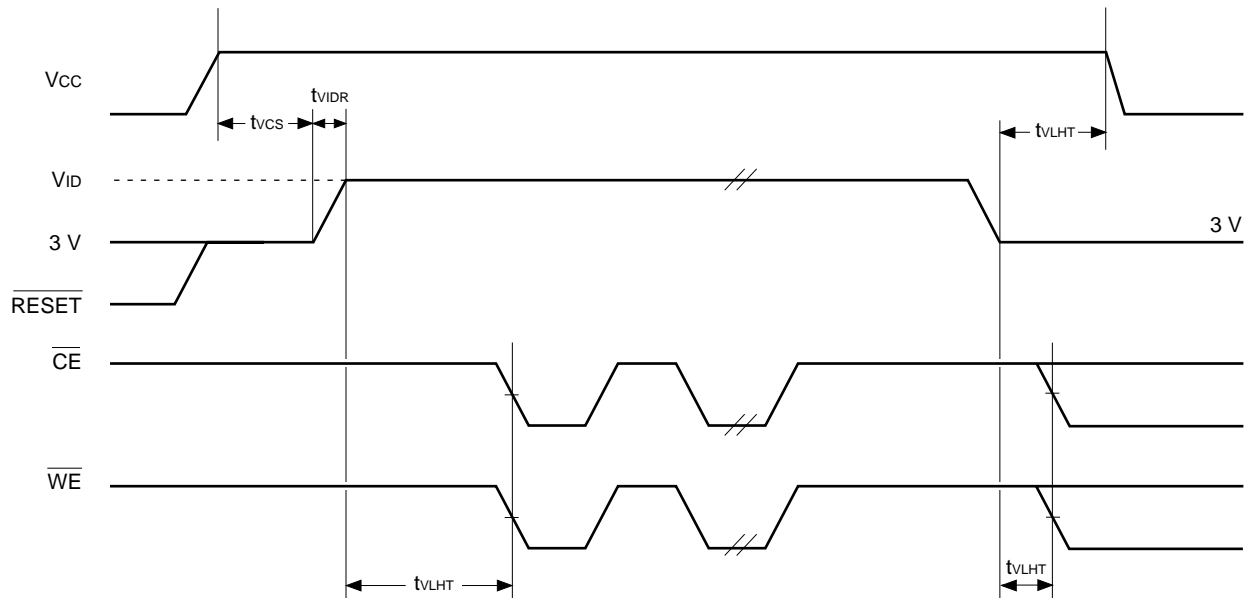 VCC
tVIDR
tVCS
tVLHT
VID
3 V
3 V
RESET
CE
WE
tVLHT
tVLHT